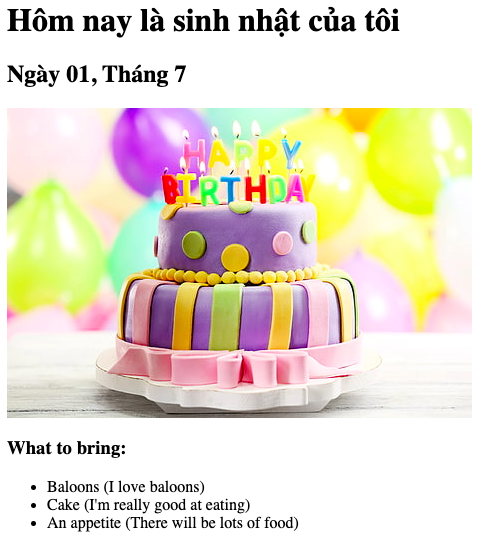 Hôm nay là sinh nhật của tôi
Ngày 01, Tháng 7
HAPPY
BIRTHDAY
What to bring:
Baloons (I love baloons)
Cake (I'm really good at eating)
An appetite (There will be lots of food)